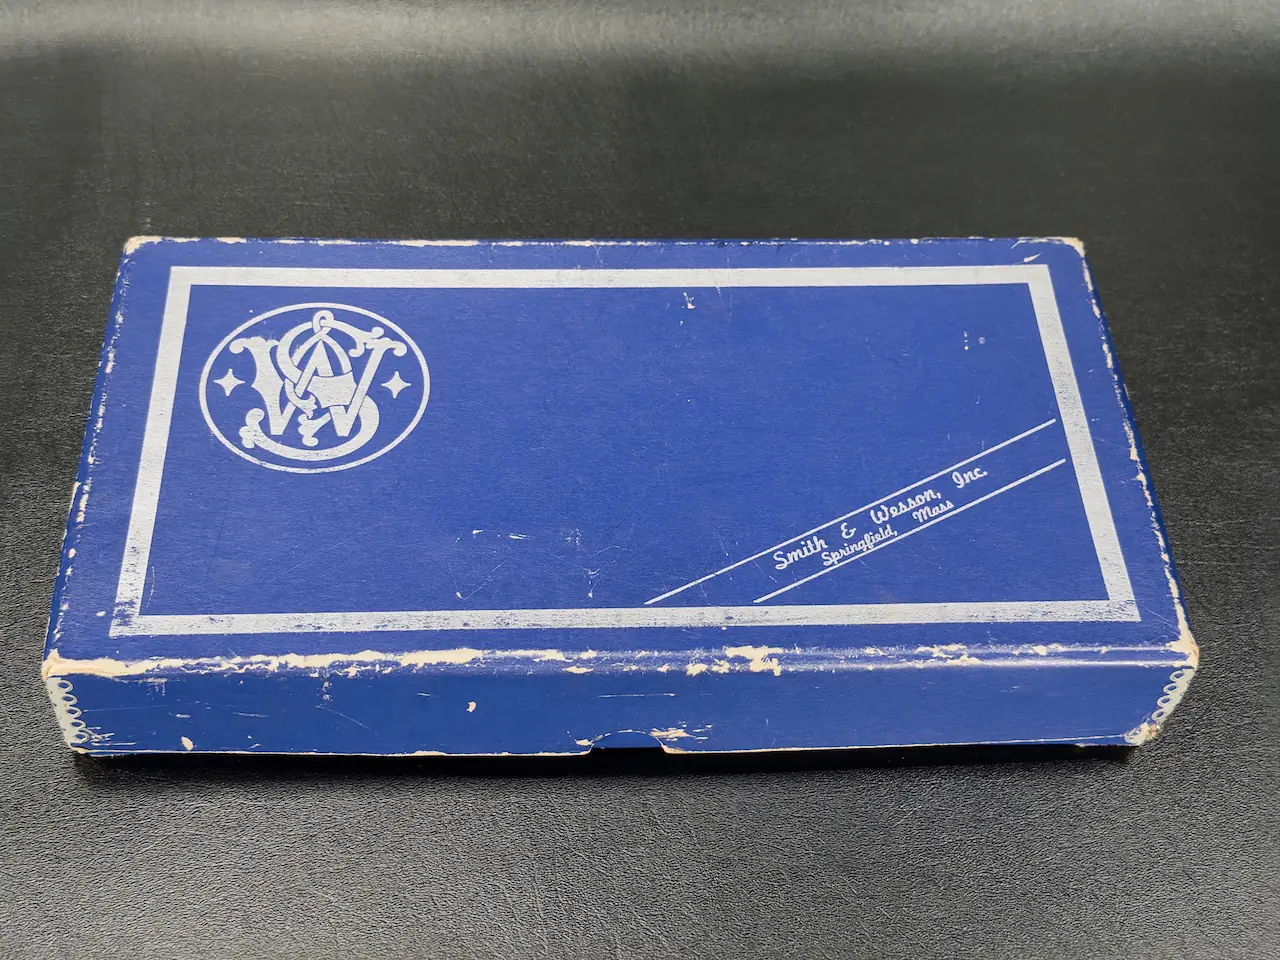 S&W
Smith & Wesson, Inc.
Springfield, Mass